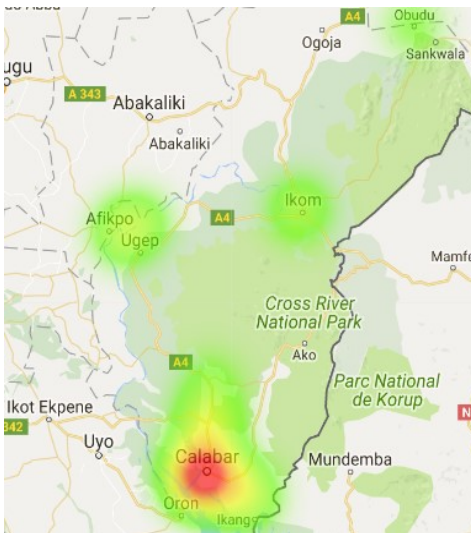 A4
Obudu
Ogoja
Sankwala
ugu
A 343
Abakaliki
Abakaliki
Ikom
Afikpo
A4
Ugep
Mamfe
Cross River
National Park
Ako
A4
Parc National
de Korup
Ikot Ekpene
342
N
Uyo
Calabar
Mundemba
Oron
Ikang